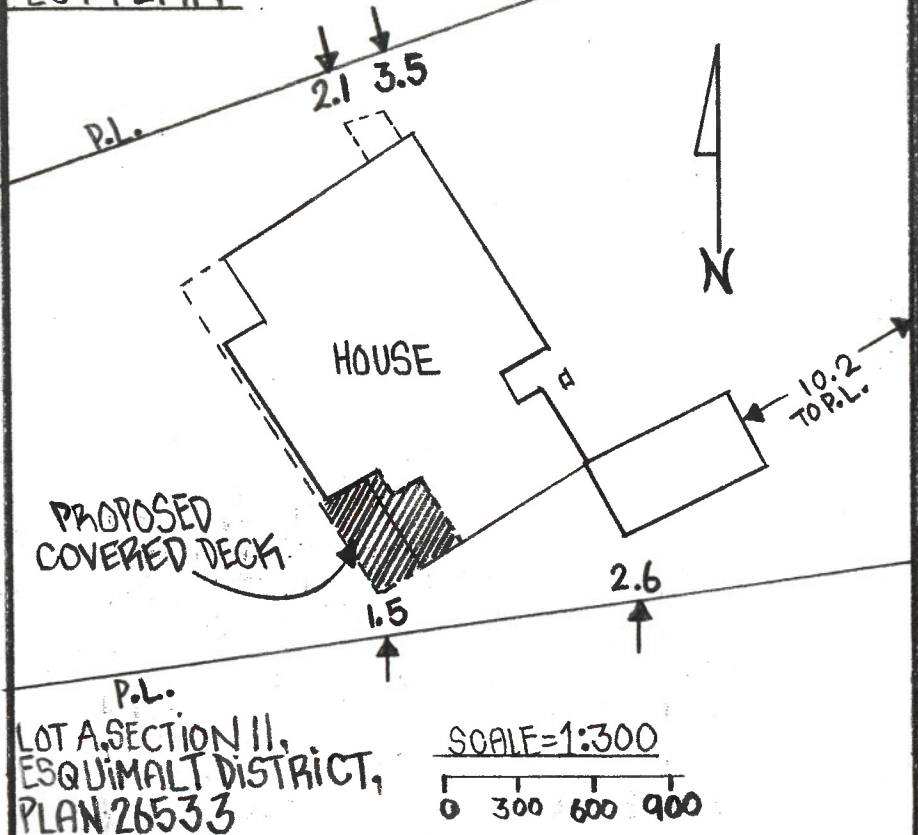 2.1 3.5
P.L.
N
HOUSE
10.2
TO P.L.
PROPOSED
COVERED DECK
2.6
1.5
P.L.
LOT A, SECTION 11,
ESQUIMALT DISTRICT,
PLAN 26533
SCALE=1:300
0 300 600 900